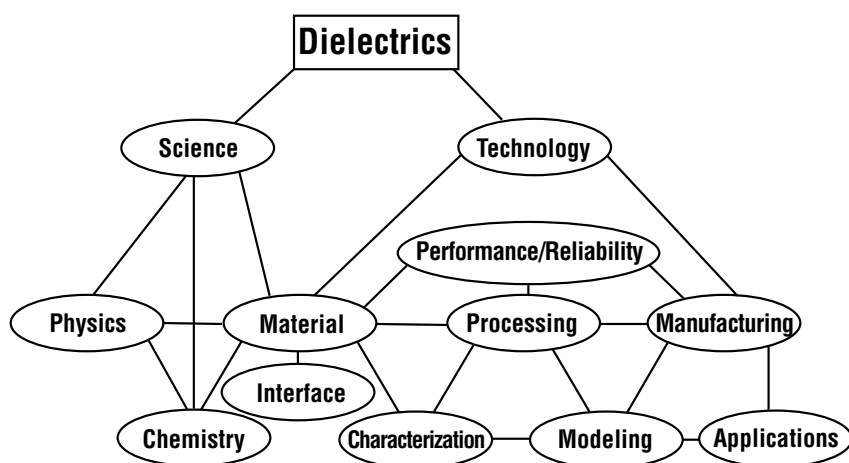 Dielectrics
Science
Technology
Performance/Reliability
Physics
Material
Processing
Manufacturing
Interface
Chemistry
Characterization
Modeling
Applications